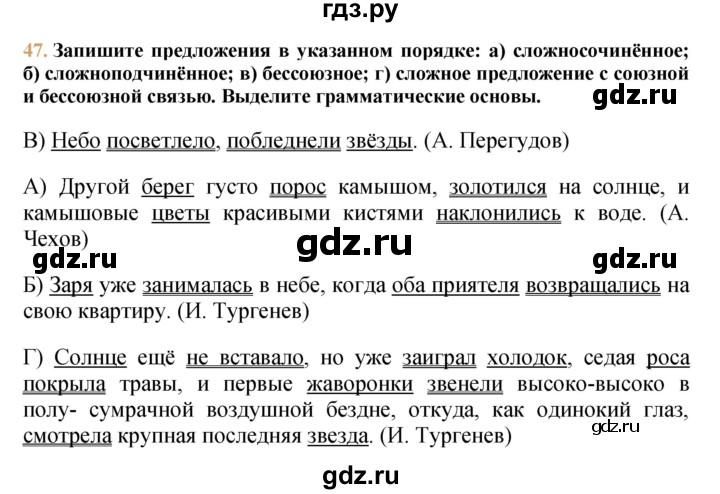 гдз.ру
47. Запишите предложения в указанном порядке: а) сложносочинённое;
б) сложноподчинённое; в) бессоюзное; г) сложное предложение с союзной
и бессоюзной связью. Выделите грамматические основы.
gdz.ru
В) Небо посветлело, побледнели звёзды. (А. Перегудов)
А) Другой берег густо порос камышом, золотился на солнце, и
камышовые цветы красивыми кистями наклонились к воде. (А.
Чехов)
gdz.ru
gdz.ru
Б) Заря уже занималась в небе, когда оба приятеля возвращались на
свою квартиру. (И. Тургенев)
gdz.ru
Г) Солнце ещё не вставало, но уже заиграл холодок, седая роса
покрыла травы, и первые жаворонки звенели высоко-высоко в
полу- сумрачной воздушной бездне, откуда, как одинокий глаз,
смотрела крупная последняя звезда. (И. Тургенев)
gdz.ru
gdz.ru